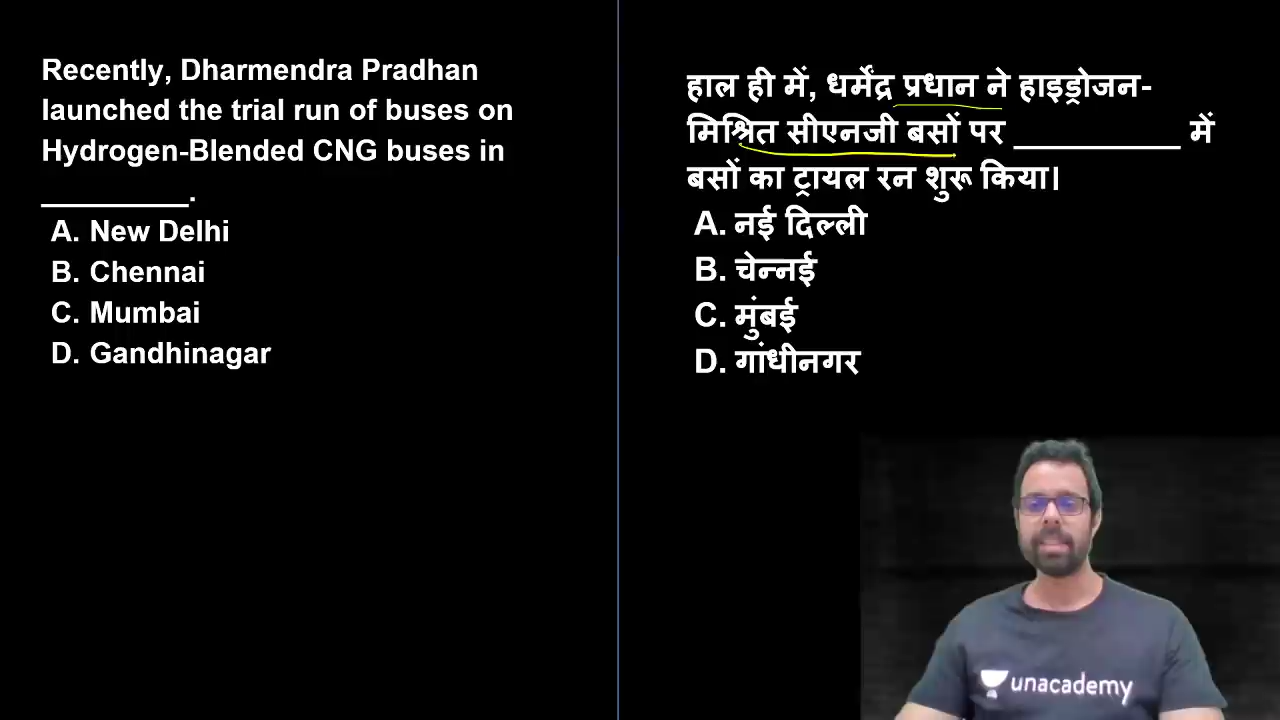 Recently, Dharmendra Pradhan
launched the trial run of buses on
Hydrogen-Blended CNG buses in
_________.
A. New Delhi
B. Chennai
C. Mumbai
D. Gandhinagar
हाल ही में, धर्मेंद्र प्रधान ने हाइड्रोजन-
मिश्रित सीएनजी बसों पर __________ में
बसों का ट्रायल रन शुरू किया।
A. नई दिल्ली
B. चेन्नई
C. मुंबई
D. गांधीनगर
unacademy